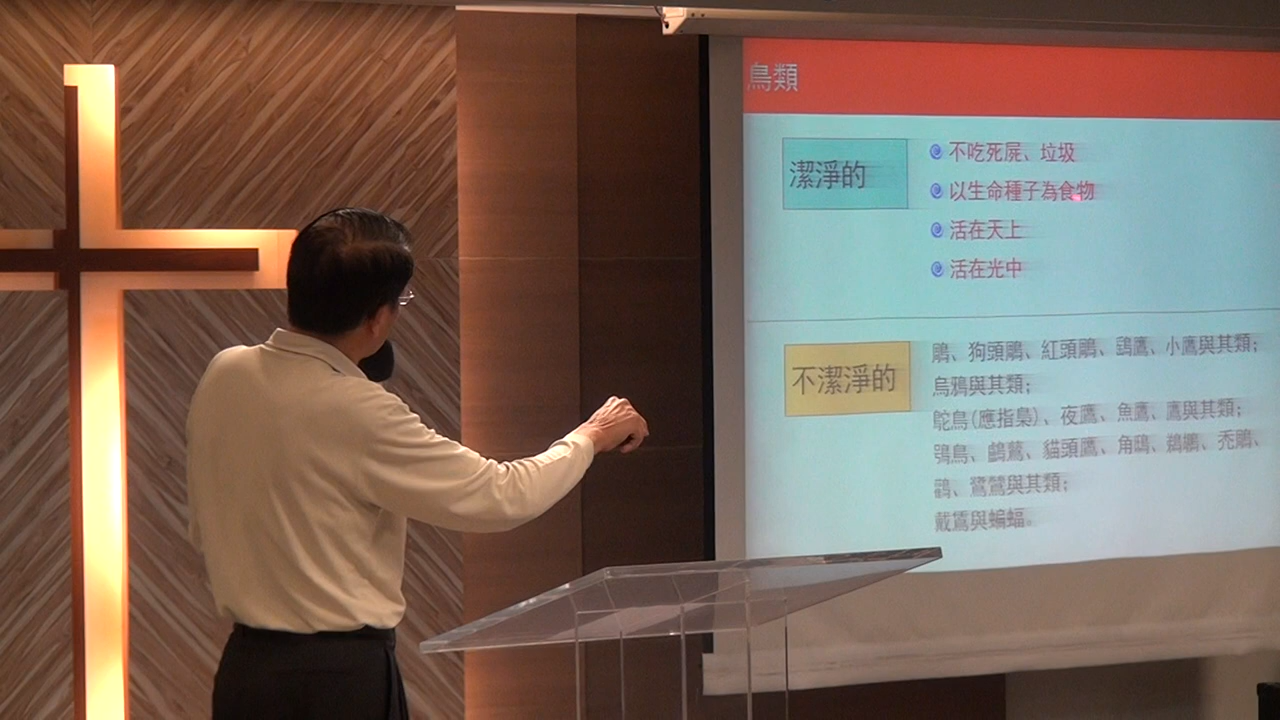 鳥類
潔淨的
不吃死屍、垃圾
以生命種子為食物
活在天上
活在光中
不潔淨的
鵰、狗頭鵰、紅頭鵰、鷂鷹、小鷹與其類；
烏鴉與其類；
鴕鳥(應指梟)、夜鷹、魚鷹、鷹與其類；
鴞鳥、鸕鶿、貓頭鷹、角鴟、鵜鶘、禿鵰、
鸛、鷺鷥與其類；
戴鵀與蝙蝠。